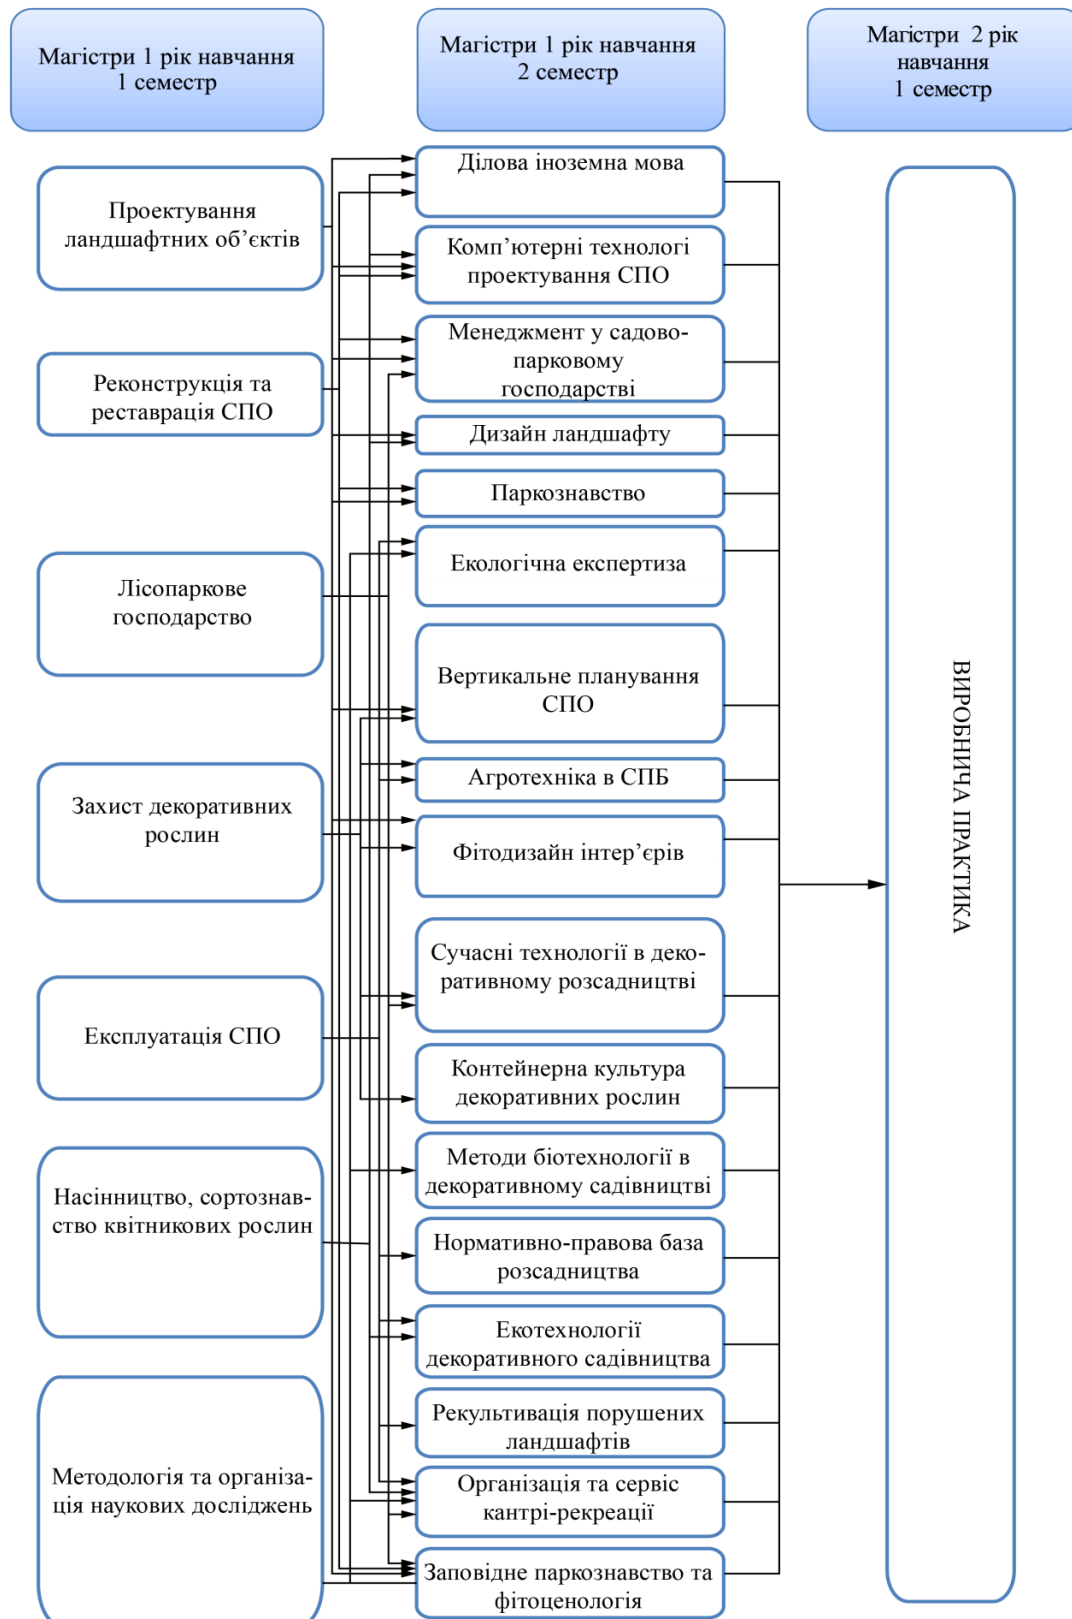 Магістри 1 рік навчання
1 семестр
Магістри 1 рік навчання
2 семестр
Магістри 2 рік
навчання
1 семестр
Проектування
ландшафтних об’єктів
Реконструкція та
реставрація СПО
Лісопаркове
господарство
Захист декоративних
рослин
Експлуатація СПО
Насінництво, сортознав-
ство квітникових рослин
Методологія та організа-
ція наукових досліджень
Ділова іноземна мова
Комп’ютерні технологі
проектування СПО
Менеджмент у садово-
парковому
господарстві
Дизайн ландшафту
Паркознавство
Екологічна експертиза
Вертикальне планування
СПО
Агротехніка в СПБ
Фітодизайн інтер’єрів
Сучасні технології в деко-
ративному розсадництві
Контейнерна культура
декоративних рослин
Методи біотехнології в
декоративному садівництві
Нормативно-правова база
розсадництва
Екотехнології
декоративного садівництва
Рекультивація порушених
ландшафтів
Організація та сервіс
кантрі-рекреації
Заповідне паркознавство та
фітоценологія
ВИРОБНИЧА ПРАКТИКА